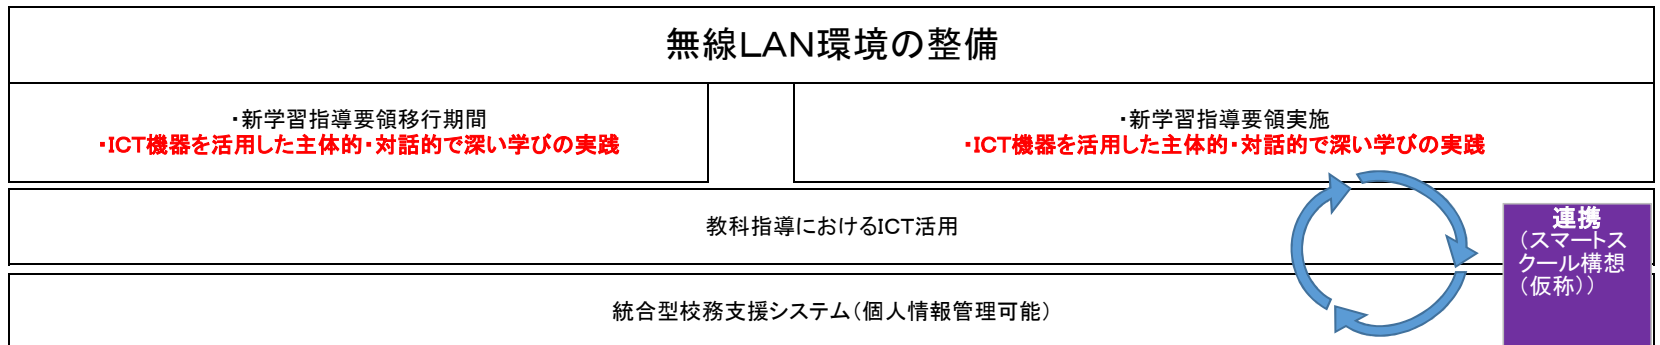 無線LAN環境の整備
・新学習指導要領移行期間
・ICT機器を活用した主体的・対話的で深い学びの実践
・新学習指導要領実施
・ICT機器を活用した主体的・対話的で深い学びの実践
教科指導におけるICT活用
連携
（スマートス
クール構想
（仮称））
統合型校務支援システム（個人情報管理可能）